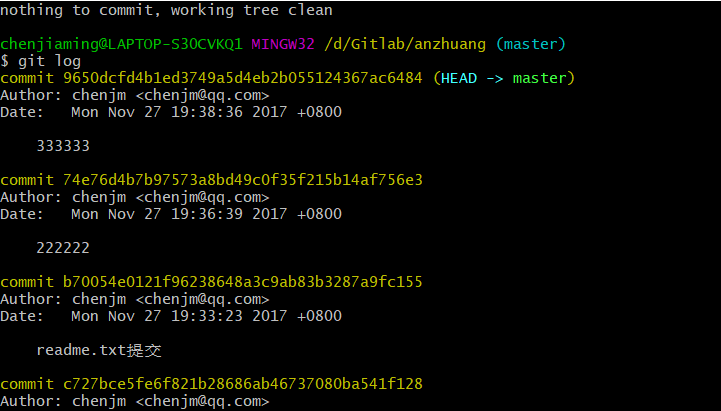 nothing to commit, working tree clean
chenjiaming@LAPTOP-S3OCVKQ1 MINGW32 /d/Gitlab/anzhuang (master)
$ git log
commit 9650dcfd4b1ed3749a5d4eb2b055124367ac6484 (HEAD -> master)
Author: chenjm <chenjm@qq.com>
Date:   Mon Nov 27 19:38:36 2017 +0800
333333
commit 74e76d4b7b97573a8bd49c0f35f215b14af756e3
Author: chenjm <chenjm@qq.com>
Date:   Mon Nov 27 19:36:39 2017 +0800
222222
commit b70054e0121f96238648a3c9ab83b3287a9fc155
Author: chenjm <chenjm@qq.com>
Date:   Mon Nov 27 19:33:23 2017 +0800
readme.txt提交
commit c727bce5fe6f821b28686ab46737080ba541f128
Author: chenjm <chenjm@qq.com>